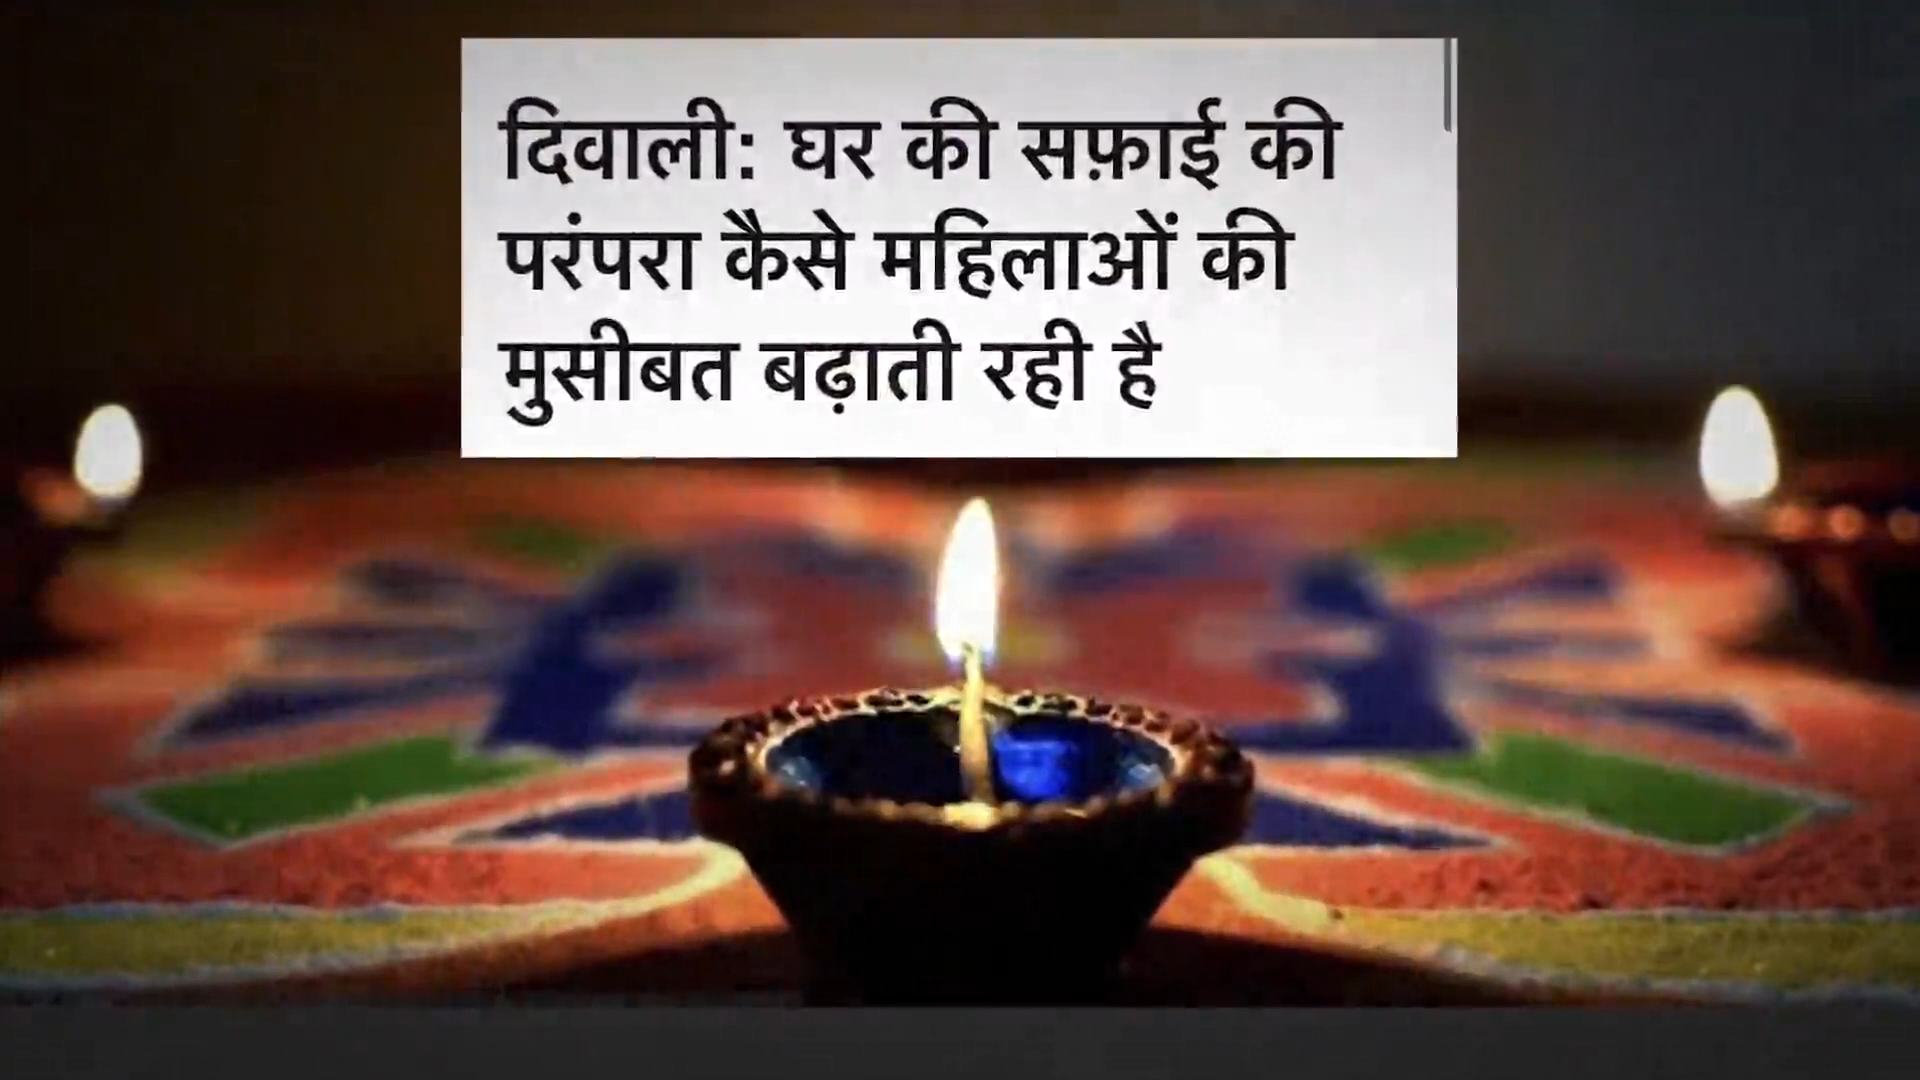 दिवाली: घर की सफ़ाई की
परंपरा कैसे महिलाओं की
मुसीबत बढ़ाती रही है